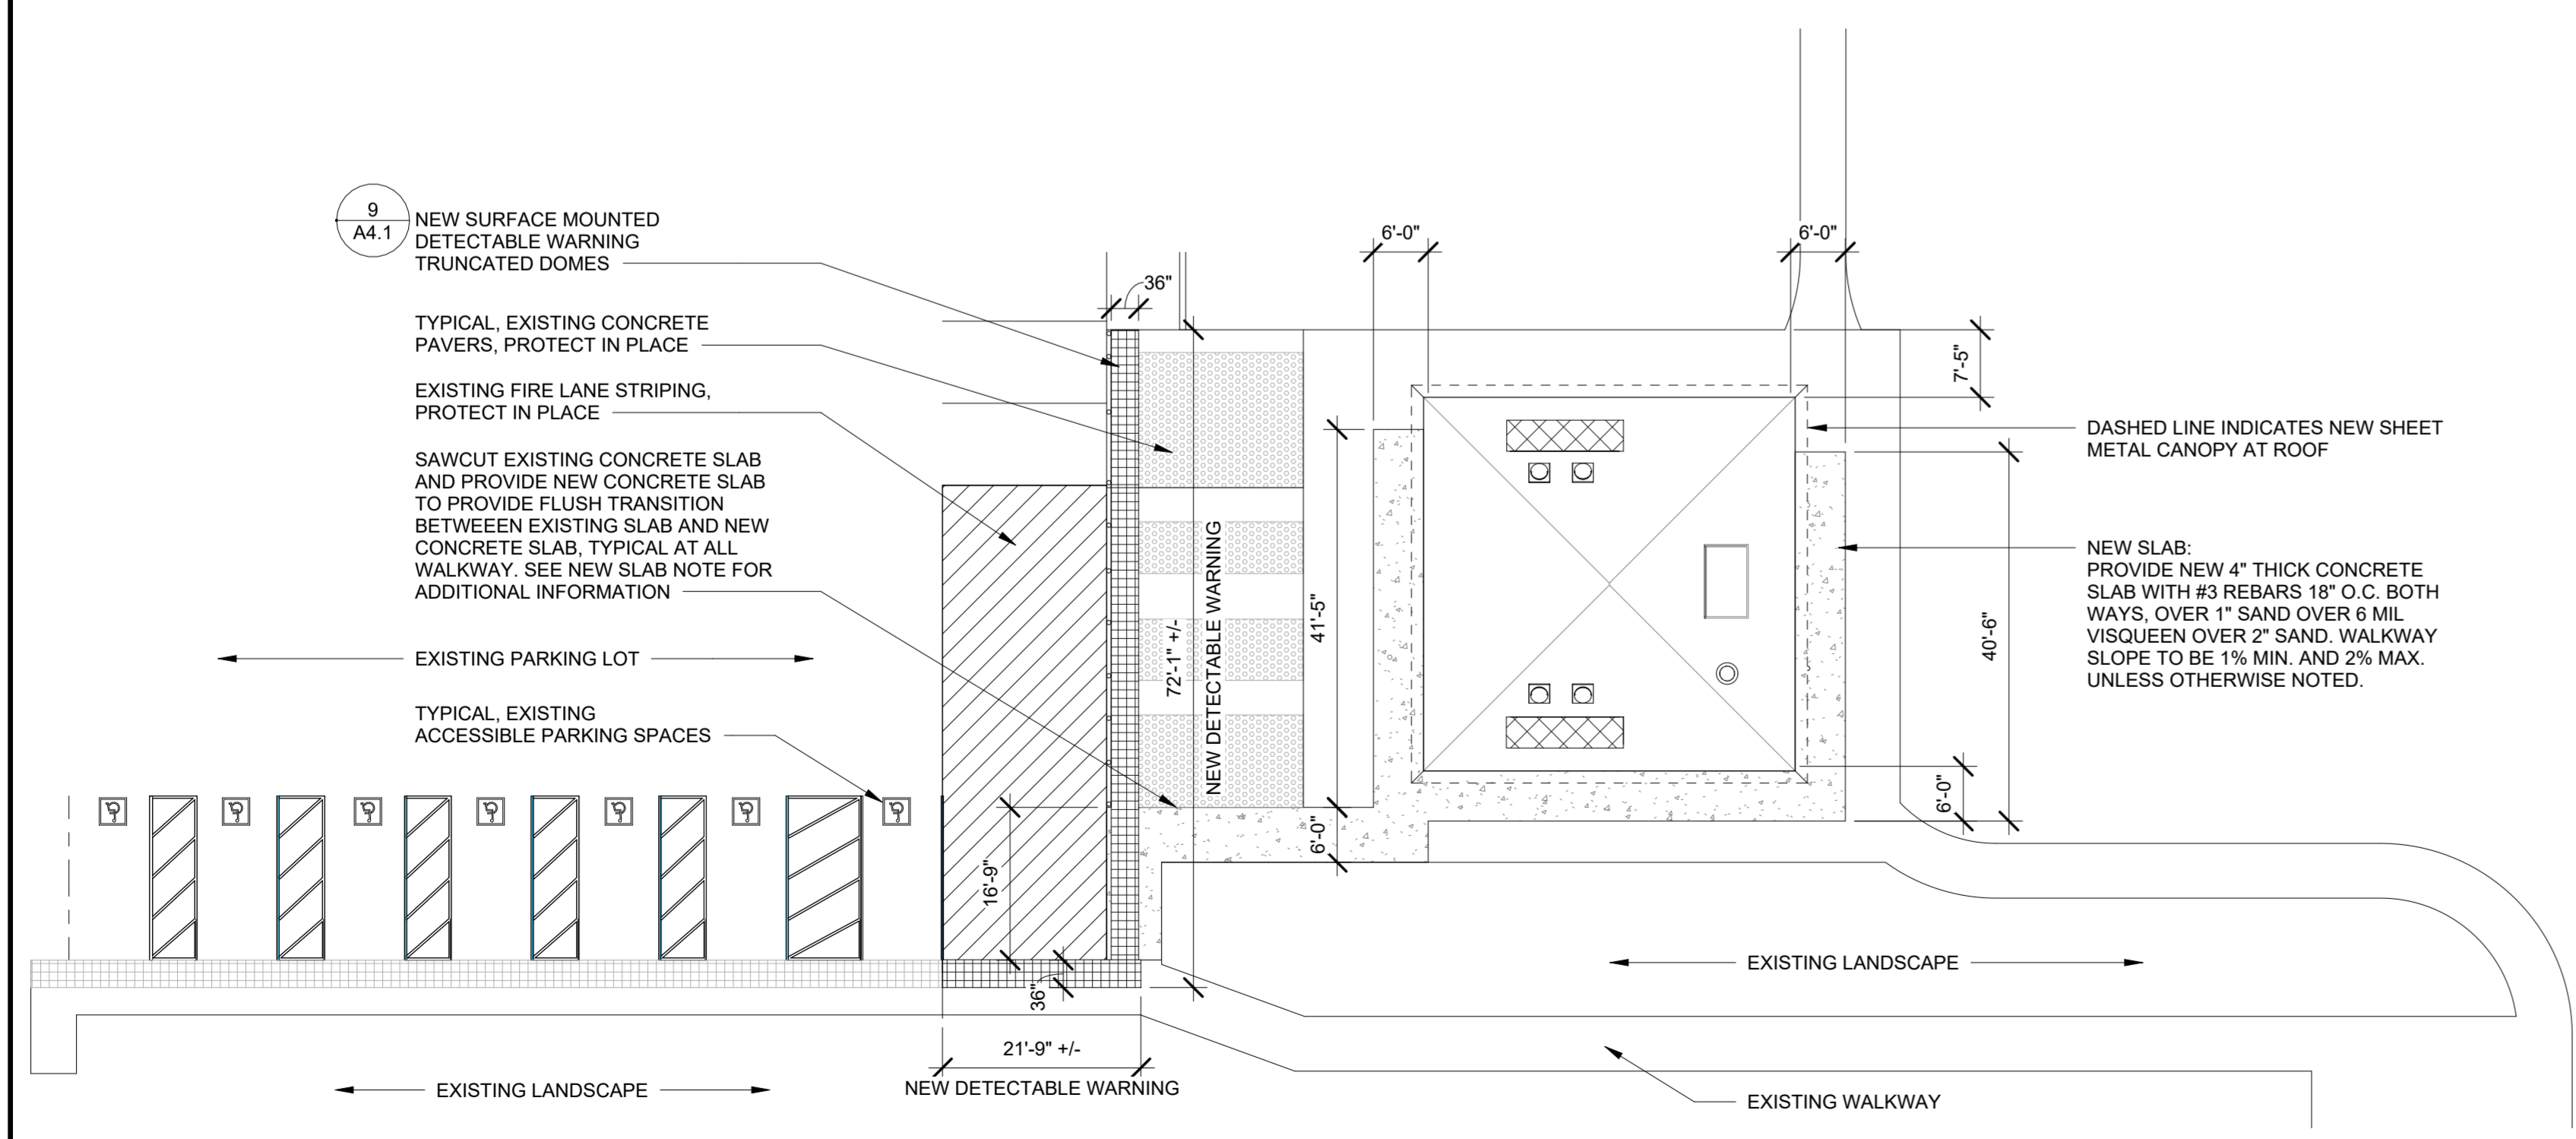 9
A4.1
NEW SURFACE MOUNTED
DETECTABLE WARNING
TRUNCATED DOMES
TYPICAL, EXISTING CONCRETE
PAVERS, PROTECT IN PLACE
EXISTING FIRE LANE STRIPING,
PROTECT IN PLACE
SAWCUT EXISTING CONCRETE SLAB
AND PROVIDE NEW CONCRETE SLAB
TO PROVIDE FLUSH TRANSITION
BETWEEEN EXISTING SLAB AND NEW
CONCRETE SLAB, TYPICAL AT ALL
WALKWAY. SEE NEW SLAB NOTE FOR
ADDITIONAL INFORMATION
EXISTING PARKING LOT
TYPICAL, EXISTING
ACCESSIBLE PARKING SPACES
36"
6'-0"
6'-0"
7'-5"
72'-1" +/-
NEW DETECTABLE WARNING
41'-5"
6'-0"
16'-9"
36"
21'-9" +/-
NEW DETECTABLE WARNING
EXISTING LANDSCAPE
DASHED LINE INDICATES NEW SHEET
METAL CANOPY AT ROOF
NEW SLAB:
PROVIDE NEW 4" THICK CONCRETE
SLAB WITH #3 REBARS 18" O.C. BOTH
WAYS, OVER 1" SAND OVER 6 MIL
VISQUEEN OVER 2" SAND. WALKWAY
SLOPE TO BE 1% MIN. AND 2% MAX.
UNLESS OTHERWISE NOTED.
40'-6"
6'-0"
EXISTING LANDSCAPE
EXISTING WALKWAY